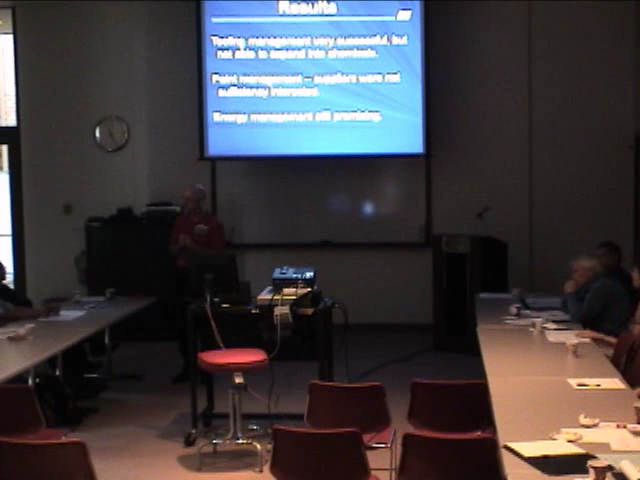 Results
Tooling management very successful, but
not able to expand into chemicals.
Paint management – suppliers were not
sufficiency interested.
Energy management still promising.